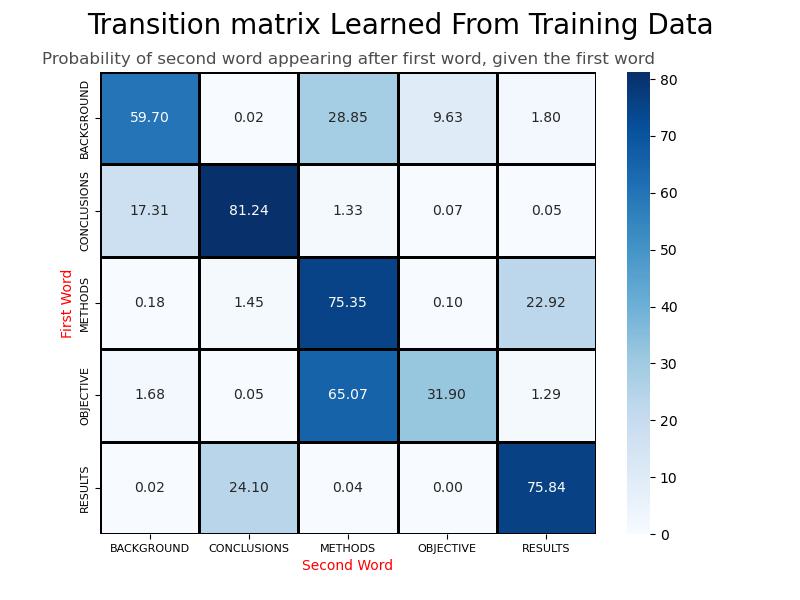 Transition matrix Learned From Training Data
Probability of second word appearing after first word, given the first word
First Word
BACKGROUND
59.70 0.02 28.85 9.63 1.80
CONCLUSIONS
17.31 81.24 1.33 0.07 0.05
METHODS
0.18 1.45 75.35 0.10 22.92
OBJECTIVE
1.68 0.05 65.07 31.90 1.29
RESULTS
0.02 24.10 0.04 0.00 75.84
BACKGROUND CONCLUSIONS METHODS OBJECTIVE RESULTS
Second Word
80
70
60
50
40
30
20
10
0